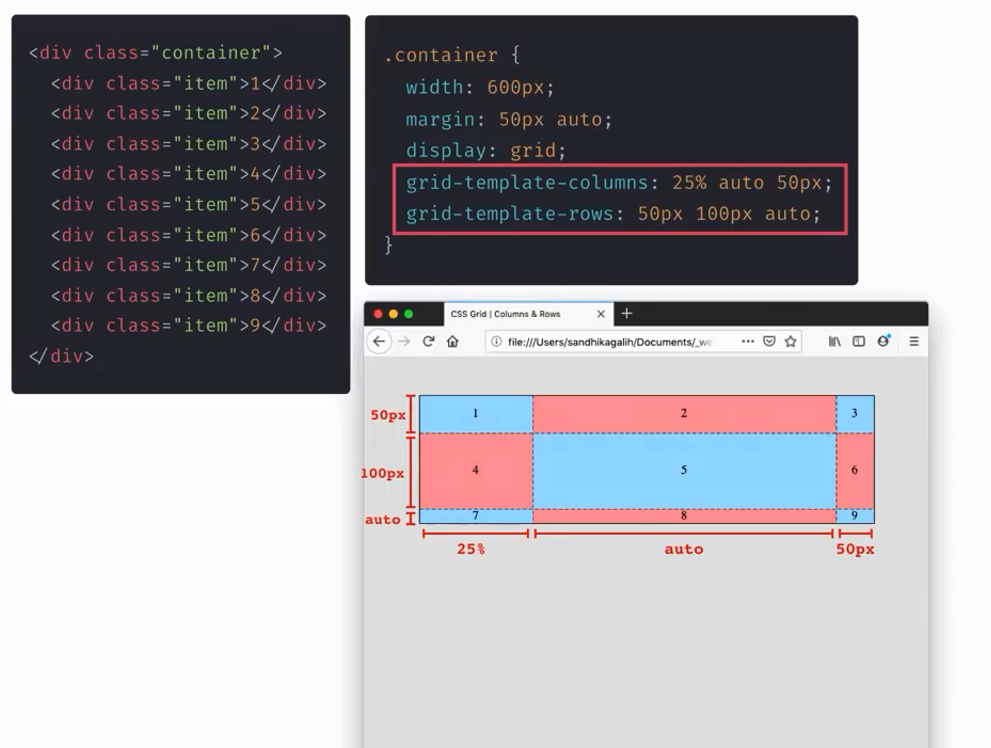 <div class="container">
<div class="item">1</div>
<div class="item">2</div>
<div class="item">3</div>
<div class="item">4</div>
<div class="item">5</div>
<div class="item">6</div>
<div class="item">7</div>
<div class="item">8</div>
<div class="item">9</div>
</div>
.container {
width: 600px;
margin: 50px auto;
display: grid;
grid-template-columns: 25% auto 50px;
grid-template-rows: 50px 100px auto;
}
CSS Grid | Columns & Rows
file:///Users/sandhikagalih/Documents/_we
50px 1 2 3
100px 4 5 6
auto 7 8 9
25% auto 50px